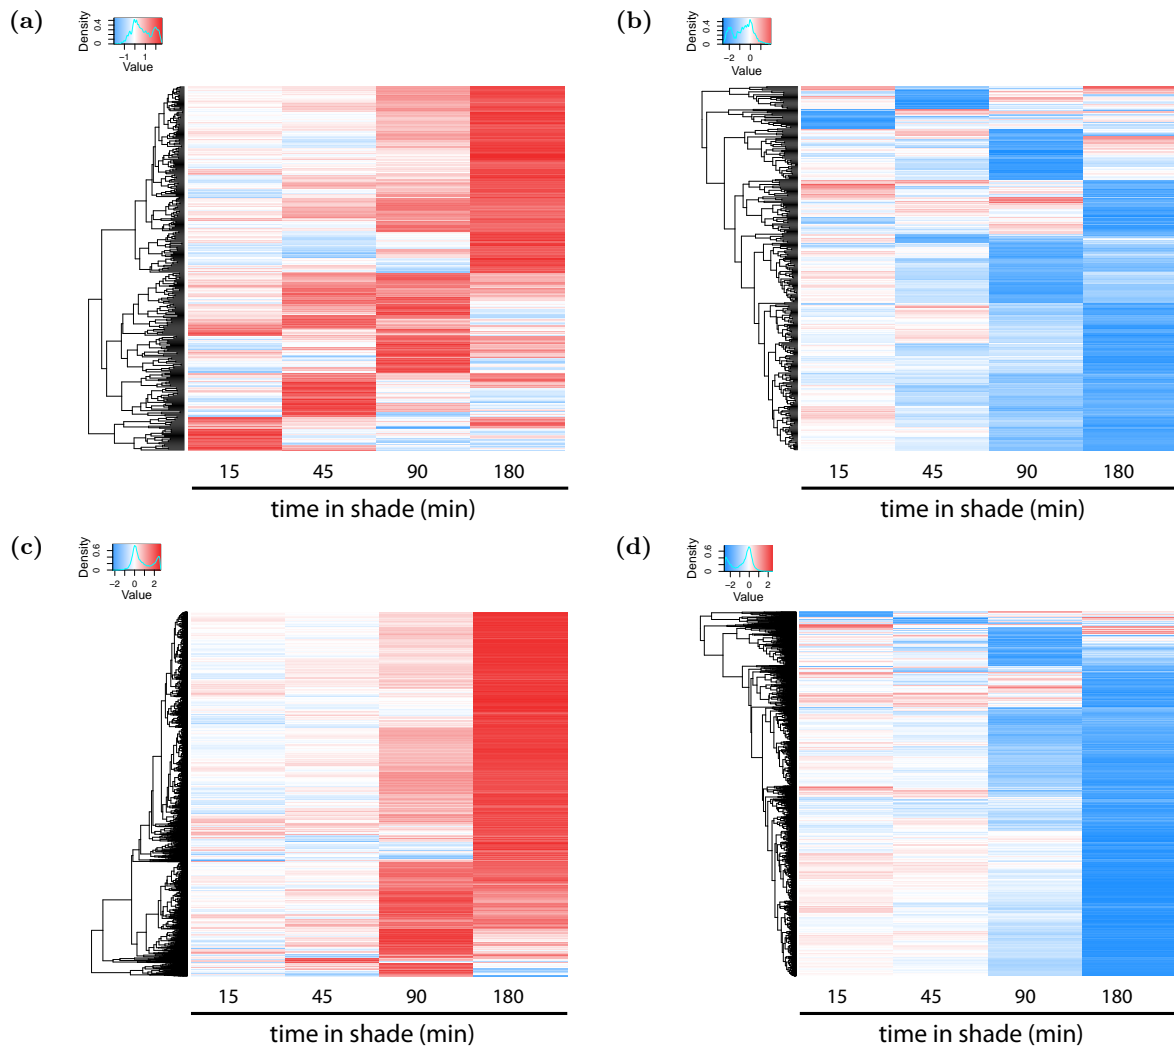 (a)
Density
0 0.4
−1 1
Value
15 45 90 180
time in shade (min)
(b)
Density
0 0.4
−2 0
Value
15 45 90 180
time in shade (min)
(c)
Density
0 0.6
−2 0 2
Value
15 45 90 180
time in shade (min)
(d)
Density
0 0.6
−2 0 2
Value
15 45 90 180
time in shade (min)